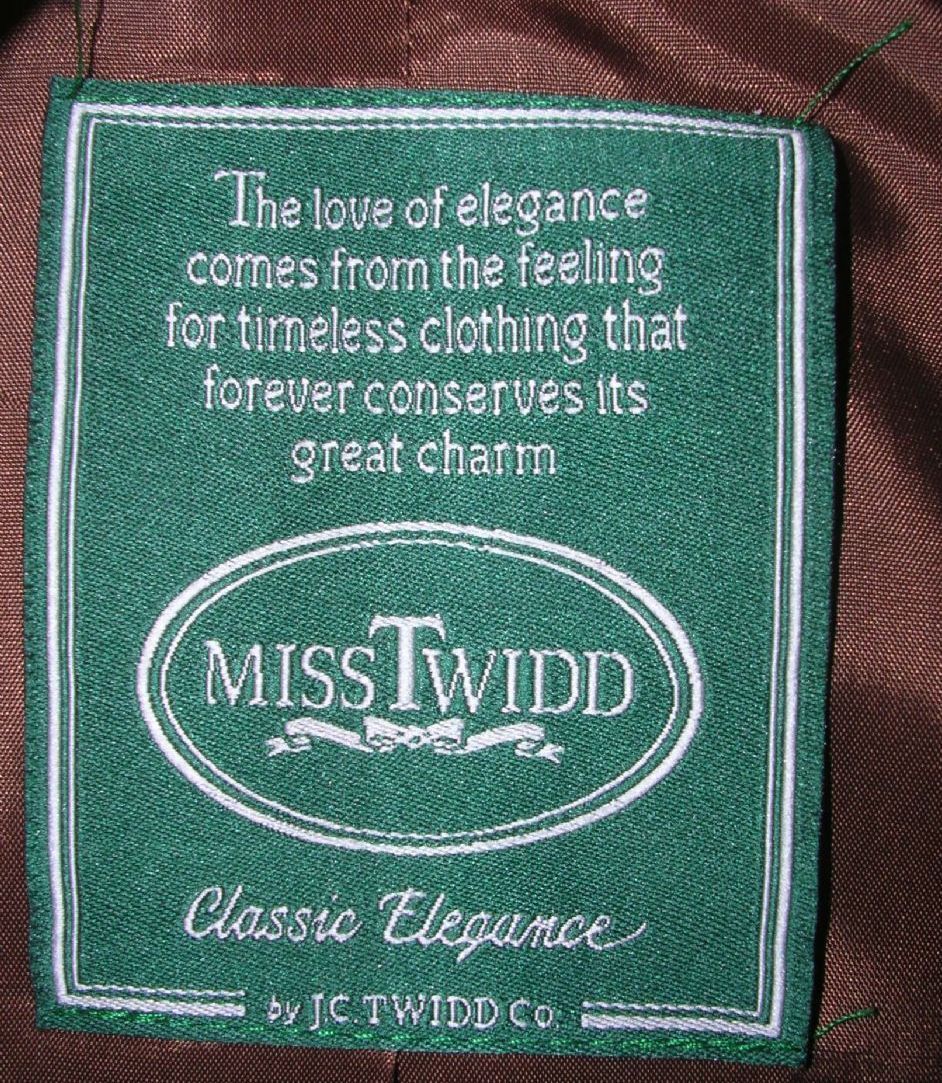 The love of elegance
comes from the feeling
for timeless clothing that
forever conserves its
great charm
MISS TWIDD
Classic Elegance
by J.C. TWIDD Co.